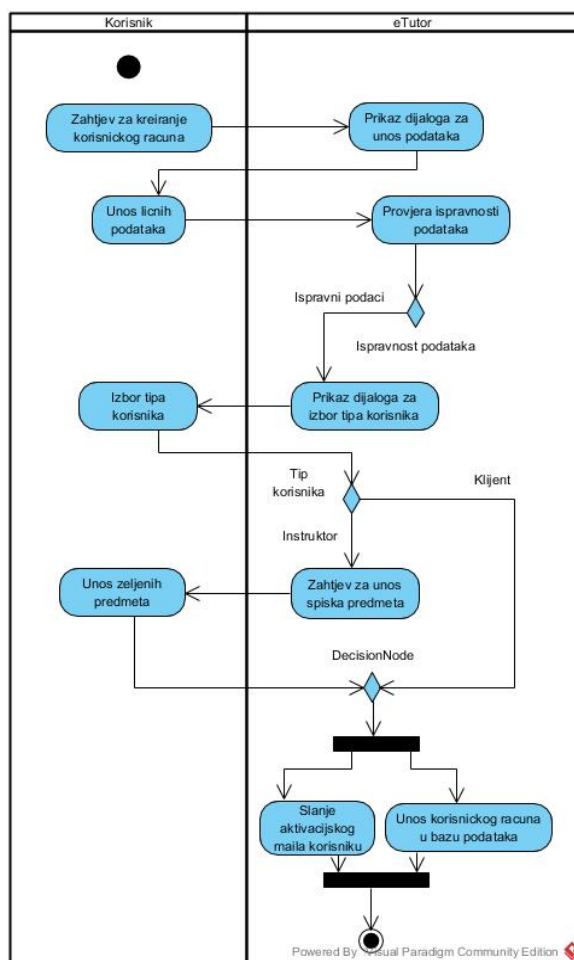 Korisnik
eTutor
Zahtjev za kreiranje
korisnickog racuna
Prikaz dijaloga za
unos podataka
Unos licnih
podataka
Provjera ispravnosti
podataka
Ispravni podaci
Ispravnost podataka
Izbor tipa
korisnika
Prikaz dijaloga za
izbor tipa korisnika
Tip
korisnika
Klijent
Instruktor
Unos zeljenih
predmeta
Zahtjev za unos
spiska predmeta
DecisionNode
Slanje
aktivacijskog
maila korisniku
Unos korisnickog racuna
u bazu podataka
Powered By Visual Paradigm Community Edition